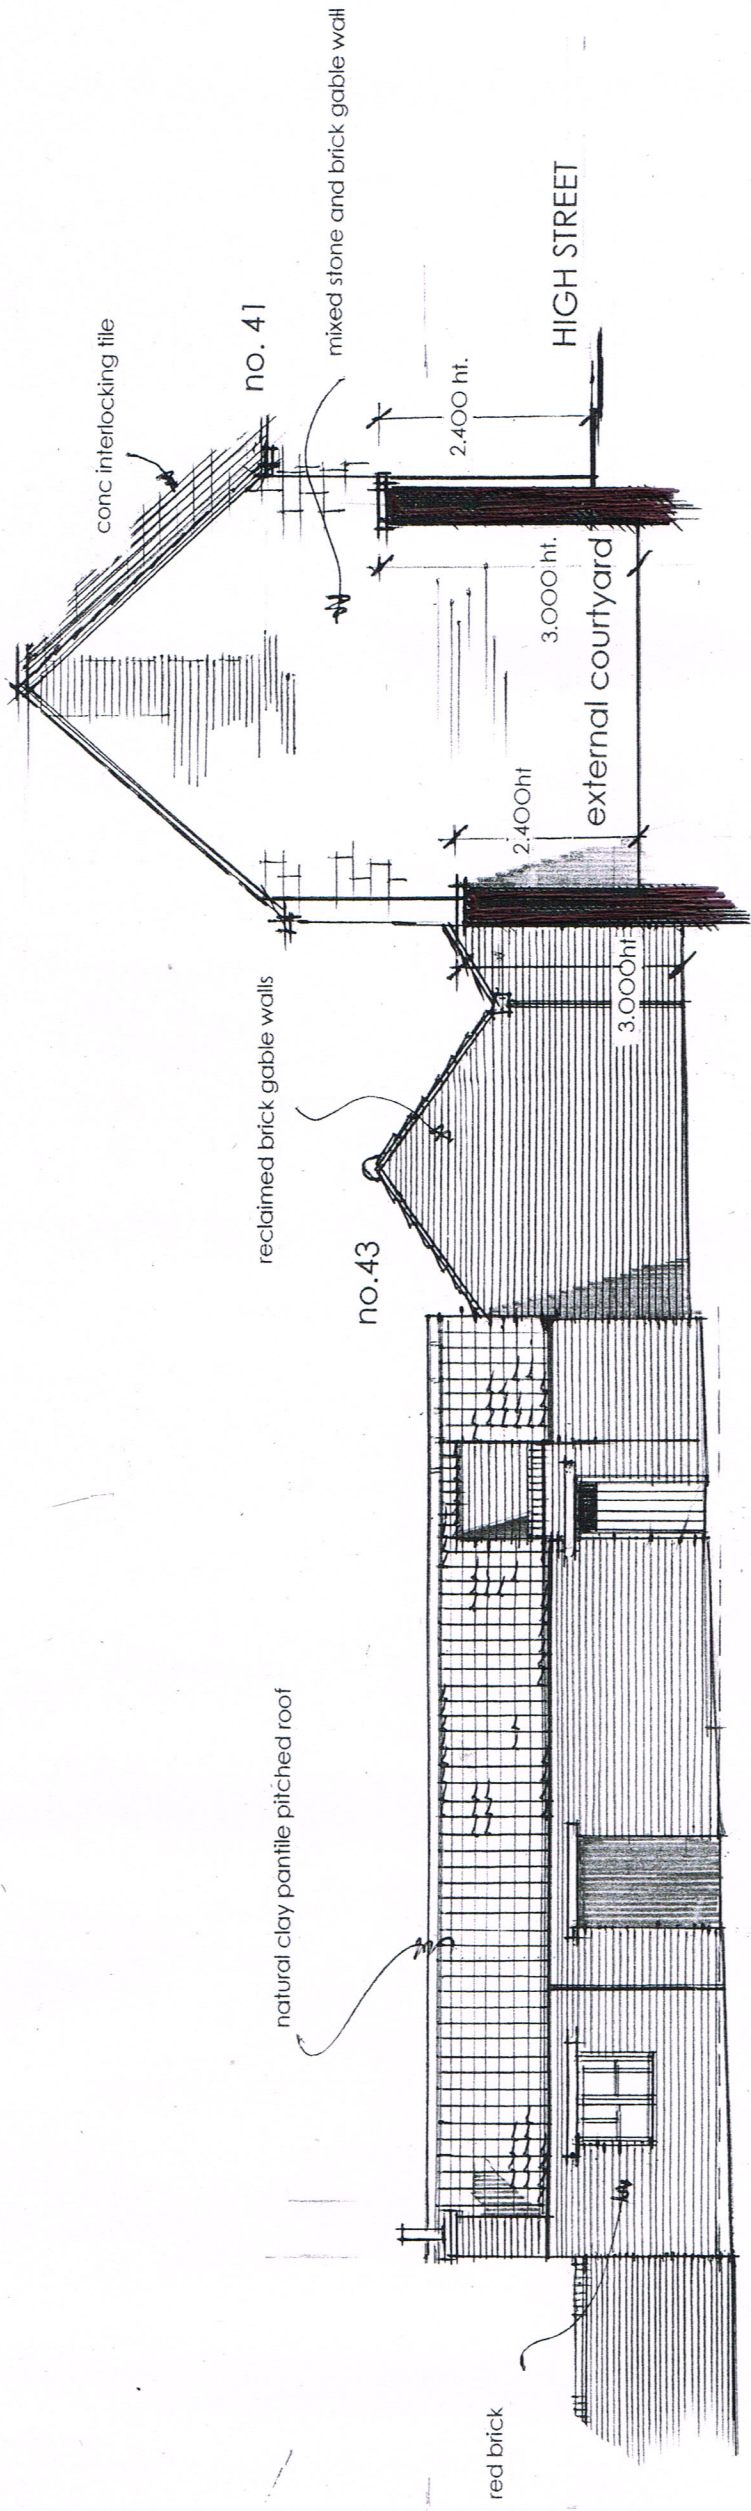 conc interlocking tile
no. 41
mixed stone and brick gable wall
HIGH STREET
2.400 ht.
3.000 ht.
external courtyard
2.400ht
3.000ht
reclaimed brick gable walls
no.43
natural clay pantile pitched roof
red brick